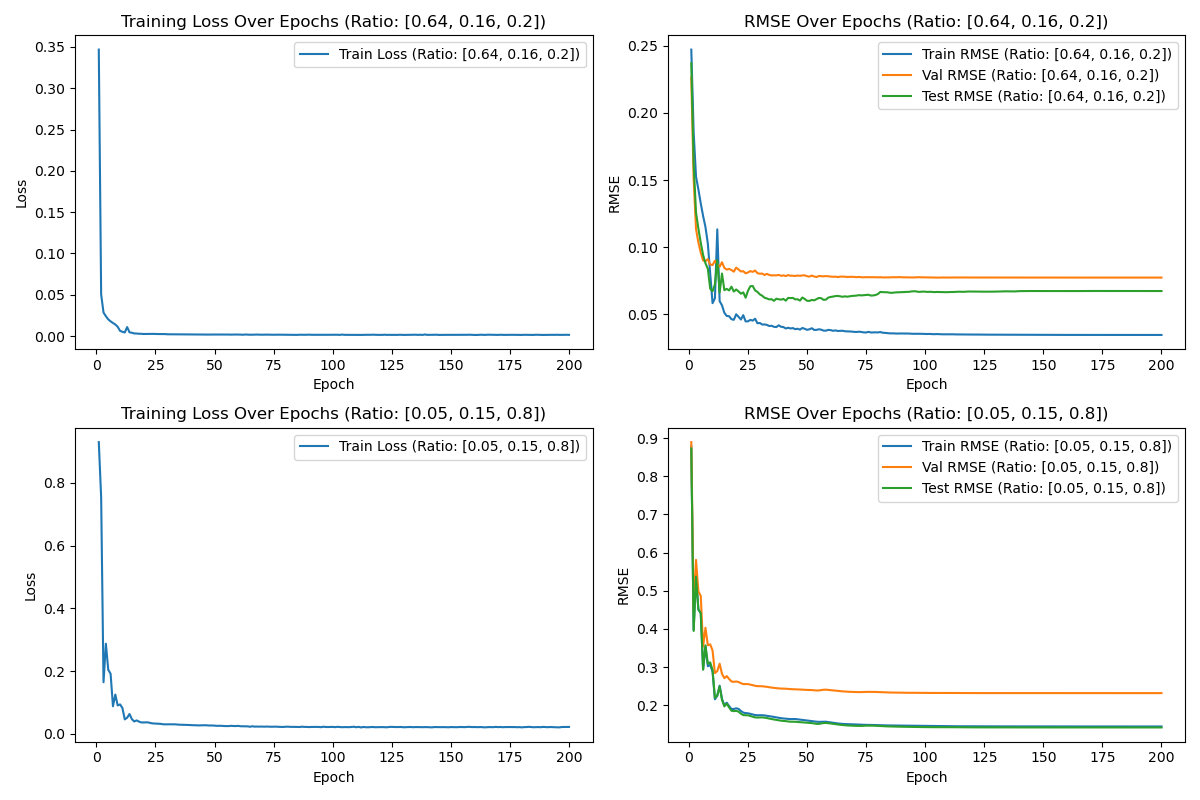 Training Loss Over Epochs (Ratio: [0.64, 0.16, 0.2])
Train Loss (Ratio: [0.64, 0.16, 0.2])
0.35
0.30
0.25
0.20
0.15
0.10
0.05
0.00
Loss
0 25 50 75 100 125 150 175 200
Epoch
RMSE Over Epochs (Ratio: [0.64, 0.16, 0.2])
Train RMSE (Ratio: [0.64, 0.16, 0.2])
Val RMSE (Ratio: [0.64, 0.16, 0.2])
Test RMSE (Ratio: [0.64, 0.16, 0.2])
0.25
0.20
0.15
0.10
0.05
RMSE
0 25 50 75 100 125 150 175 200
Epoch
Training Loss Over Epochs (Ratio: [0.05, 0.15, 0.8])
Train Loss (Ratio: [0.05, 0.15, 0.8])
0.8
0.6
0.4
0.2
0.0
Loss
0 25 50 75 100 125 150 175 200
Epoch
RMSE Over Epochs (Ratio: [0.05, 0.15, 0.8])
Train RMSE (Ratio: [0.05, 0.15, 0.8])
Val RMSE (Ratio: [0.05, 0.15, 0.8])
Test RMSE (Ratio: [0.05, 0.15, 0.8])
0.9
0.8
0.7
0.6
0.5
0.4
0.3
0.2
RMSE
0 25 50 75 100 125 150 175 200
Epoch